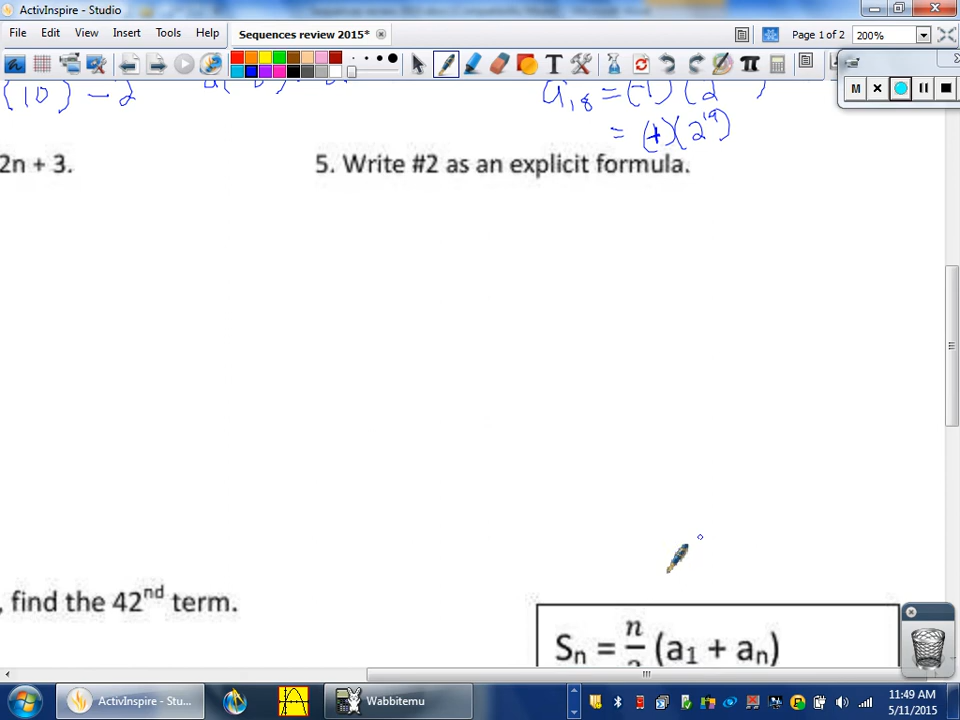 ActivInspire - Studio
File Edit View Insert Tools Help
Sequences review 2015*
Page 1 of 2
200%
M
(10) - 2
a18 = (-1) (2
= (+)(2^19)
2n + 3.
5. Write #2 as an explicit formula.
, find the 42nd term.
Sn = n (a1 + an)
ActivInspire - Stu...
Wabbitemu
11:49 AM
5/11/2015